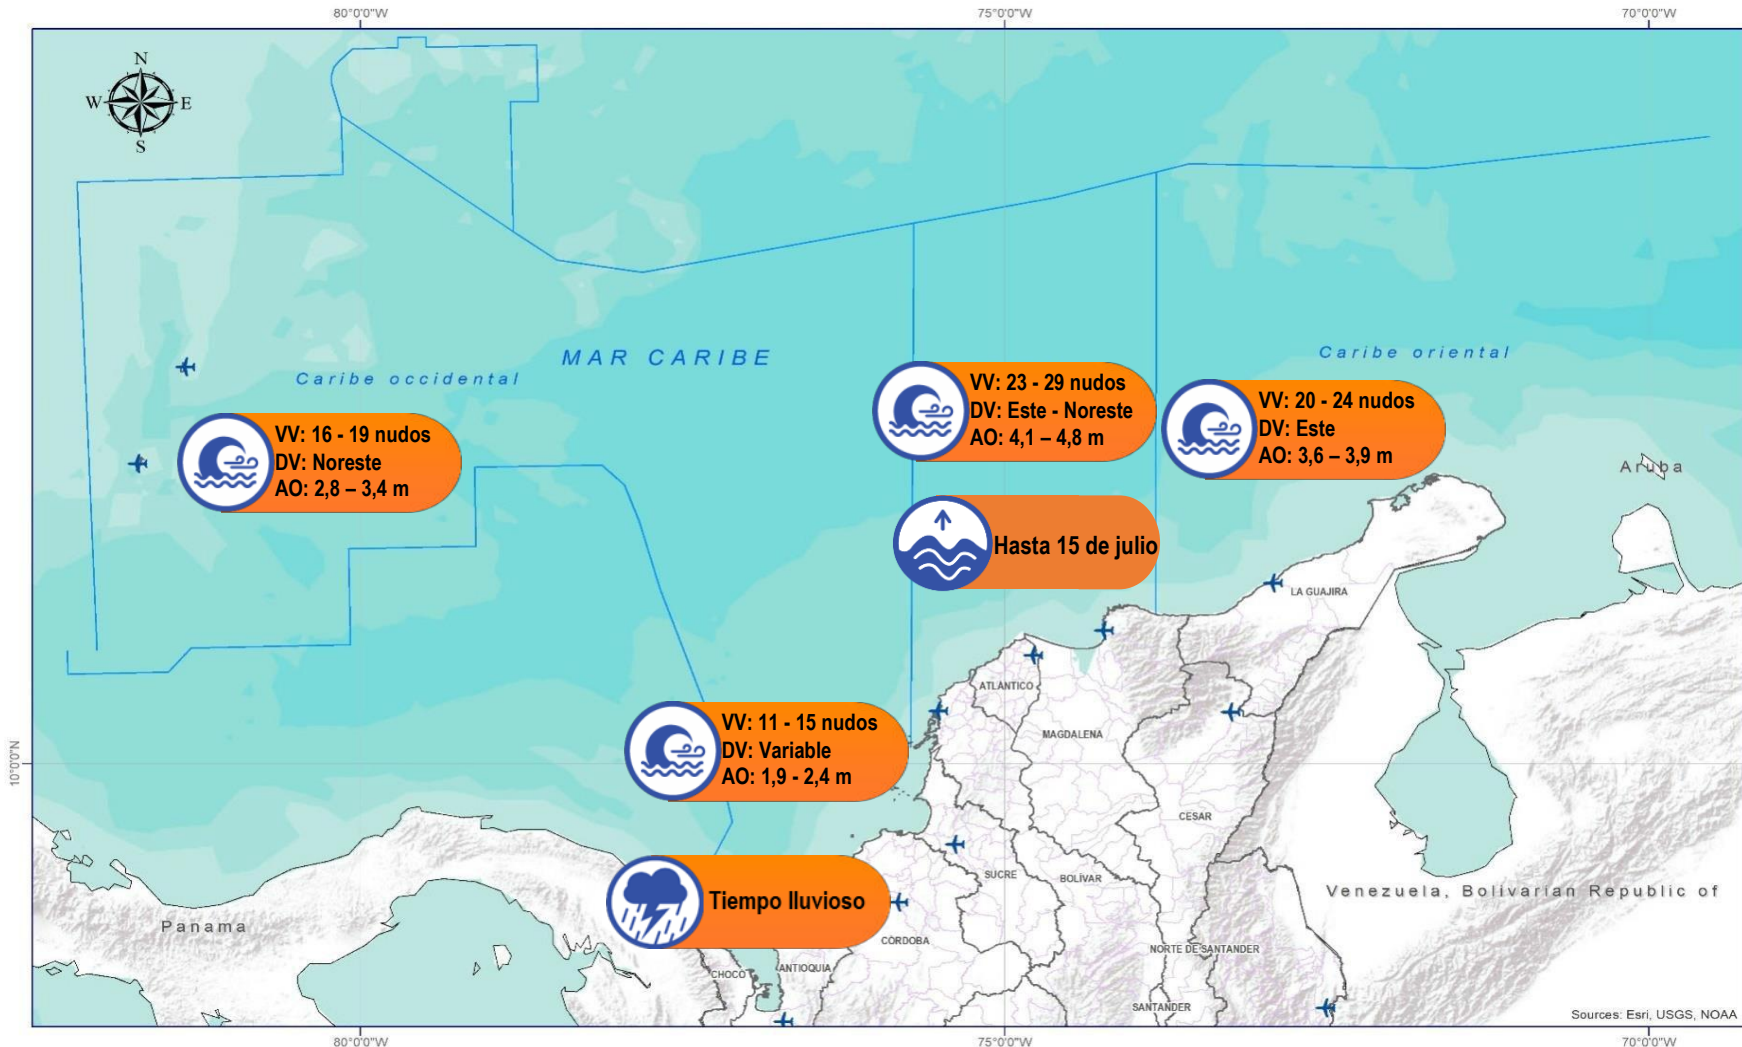 80°0'0"W
75°0'0"W
70°0'0"W
N
W
E
S
MAR CARIBE
Caribe occidental
Caribe oriental
VV: 16 - 19 nudos
DV: Noreste
AO: 2,8 – 3,4 m
VV: 23 - 29 nudos
DV: Este - Noreste
AO: 4,1 – 4,8 m
VV: 20 - 24 nudos
DV: Este
AO: 3,6 – 3,9 m
Aruba
Hasta 15 de julio
LA GUAJIRA
ATLÁNTICO
MAGDALENA
VV: 11 - 15 nudos
DV: Variable
AO: 1,9 - 2,4 m
10°0'0"N
CESAR
SUCRE
BOLÍVAR
Venezuela, Bolivarian Republic of
Tiempo lluvioso
Panama
CÓRDOBA
NORTE DE SANTANDER
CHOCO
ANTIOQUIA
SANTANDER
Sources: Esri, USGS, NOAA
80°0'0"W
75°0'0"W
70°0'0"W